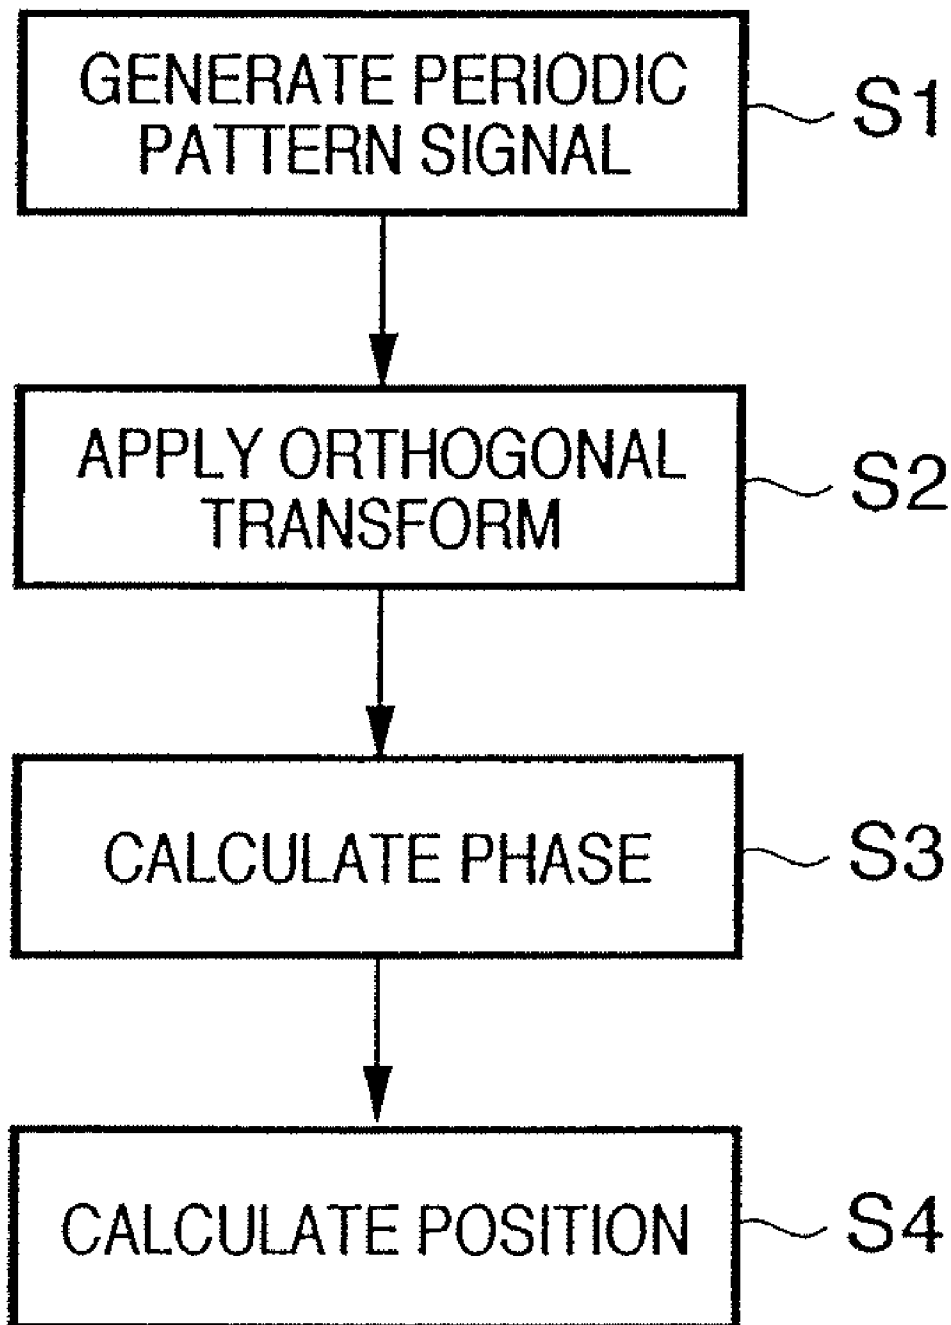 GENERATE PERIODIC
PATTERN SIGNAL
S1
APPLY ORTHOGONAL
TRANSFORM
S2
CALCULATE PHASE
S3
CALCULATE POSITION
S4